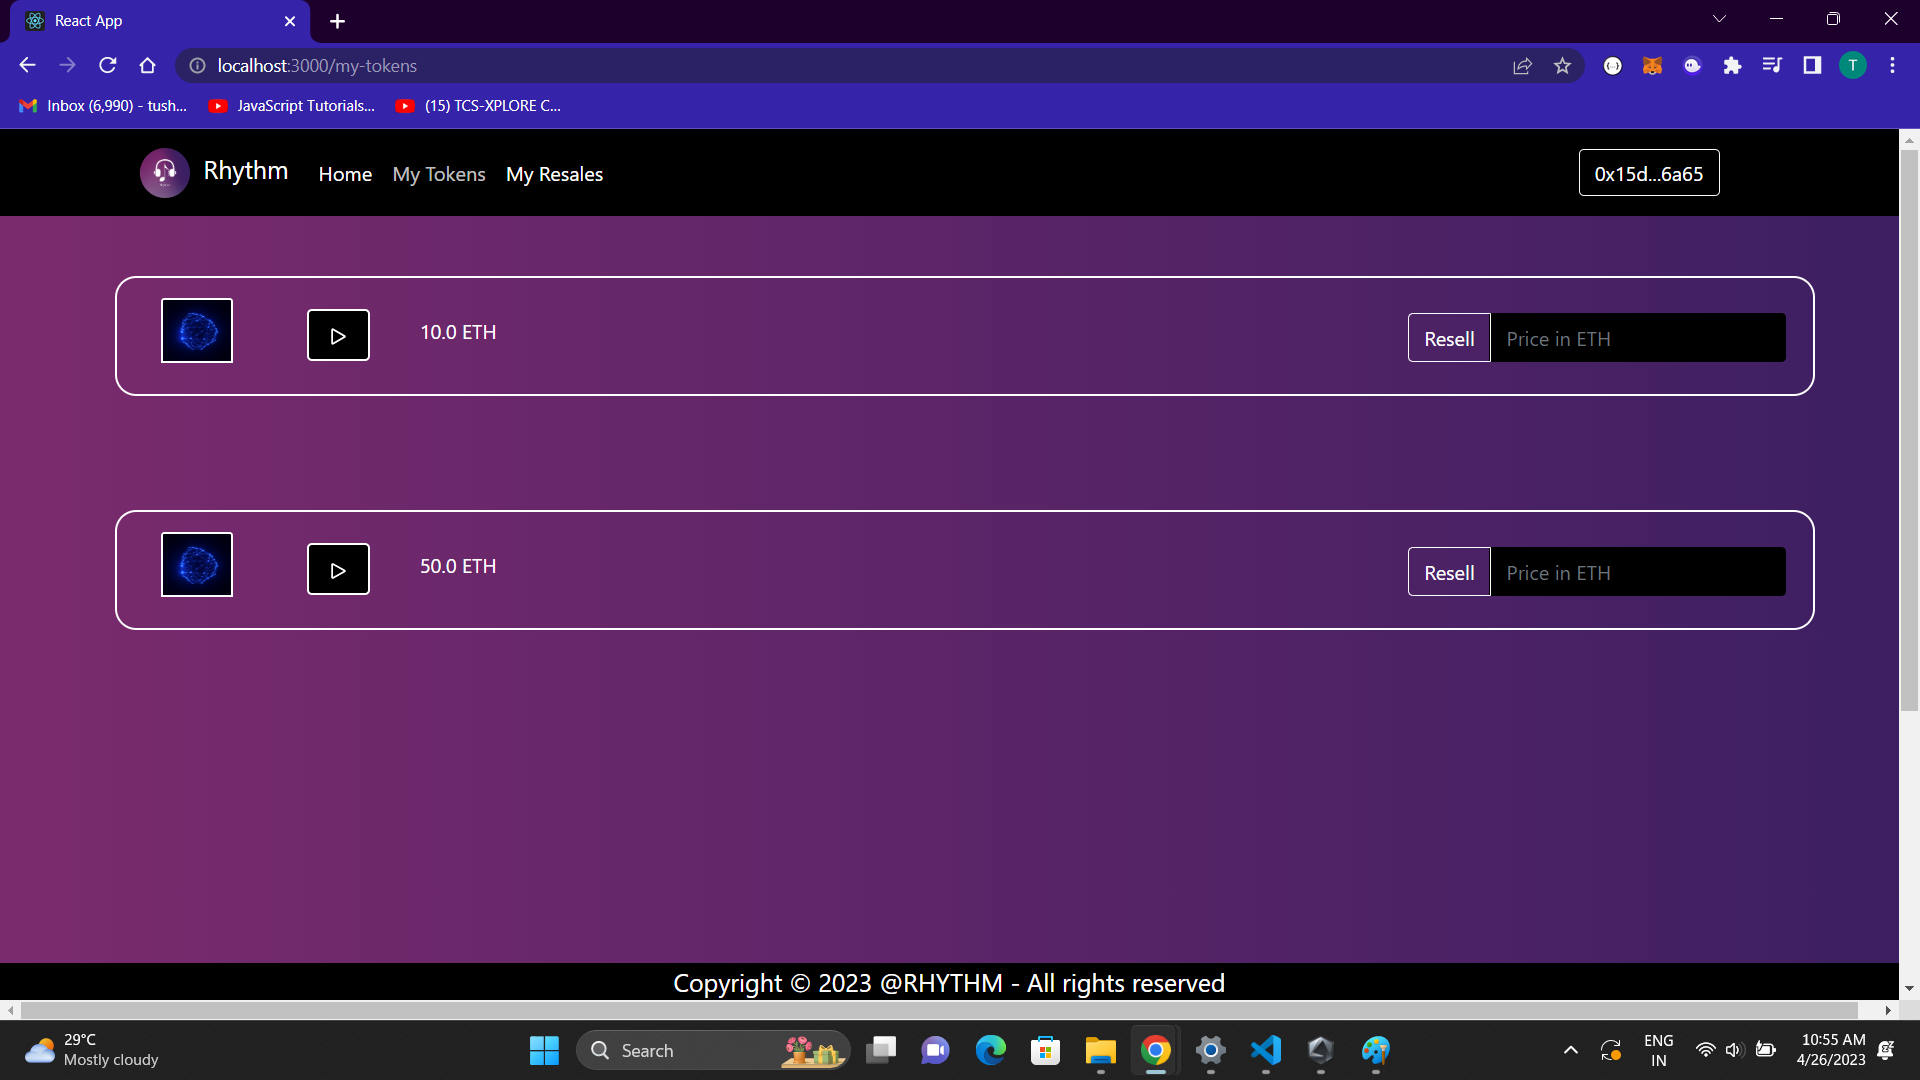 React App
localhost:3000/my-tokens
T
Inbox (6,990) - tush...
JavaScript Tutorials...
(15) TCS-XPLORE C...
Rhythm
Home
My Tokens
My Resales
0x15d...6a65
10.0 ETH
Resell
Price in ETH
50.0 ETH
Resell
Price in ETH
Copyright © 2023 @RHYTHM - All rights reserved
29°C
Mostly cloudy
Search
ENG
IN
10:55 AM
4/26/2023